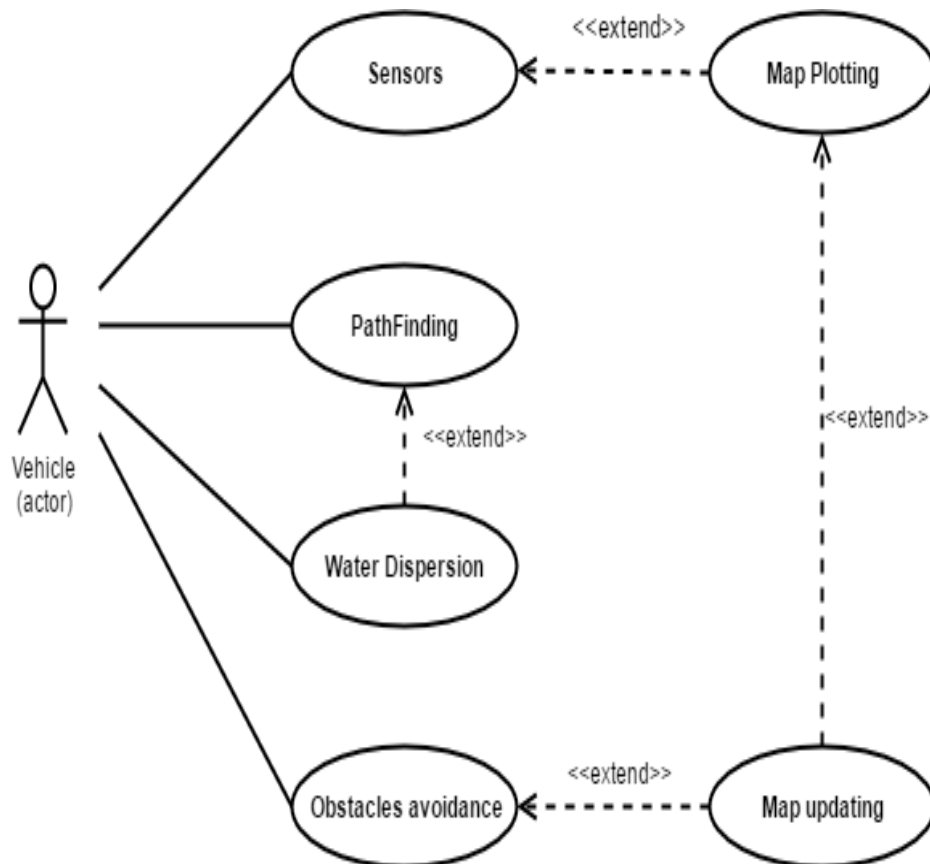 <<extend>>
Sensors
Map Plotting
PathFinding
<<extend>>
<<extend>>
Vehicle
(actor)
Water Dispersion
<<extend>>
Obstacles avoidance
Map updating